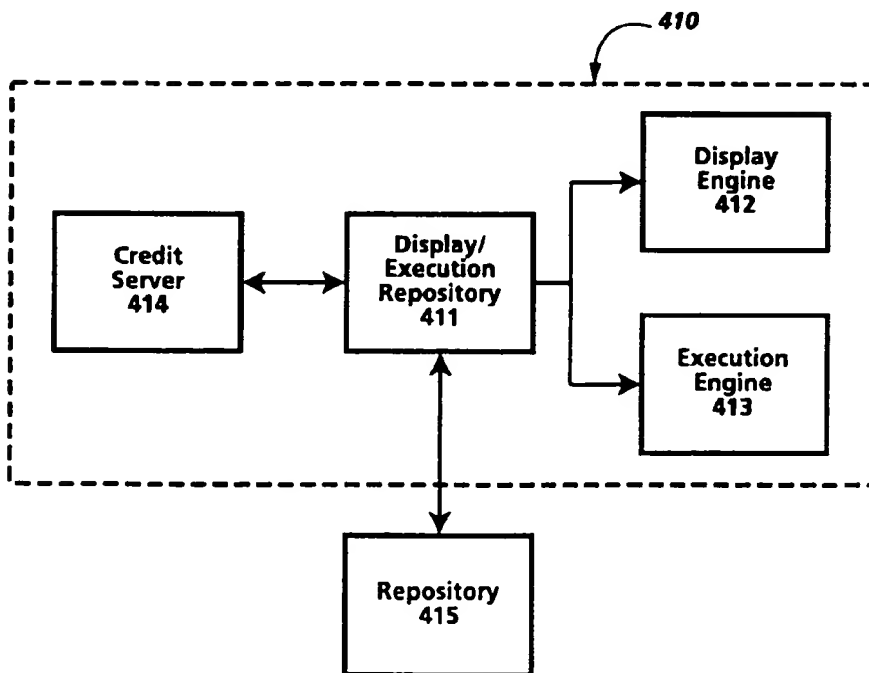 410
Display
Engine
412
Credit
Server
414
Display/
Execution
Repository
411
Execution
Engine
413
Repository
415